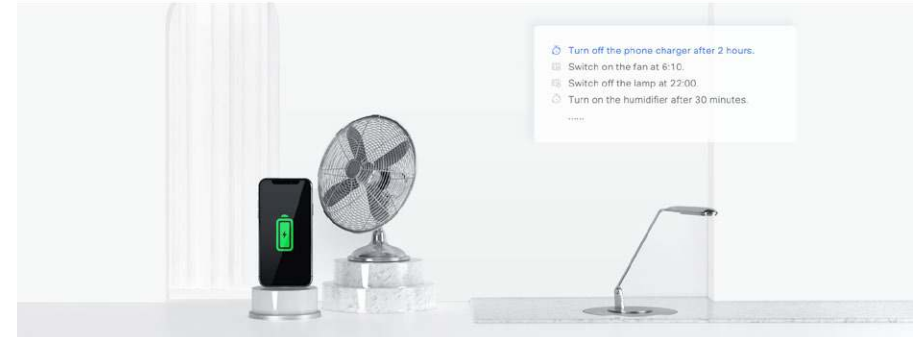 Turn off the phone charger after 2 hours.
Switch on the fan at 6:10.
Switch off the lamp at 22:00.
Turn on the humidifier after 30 minutes.
......